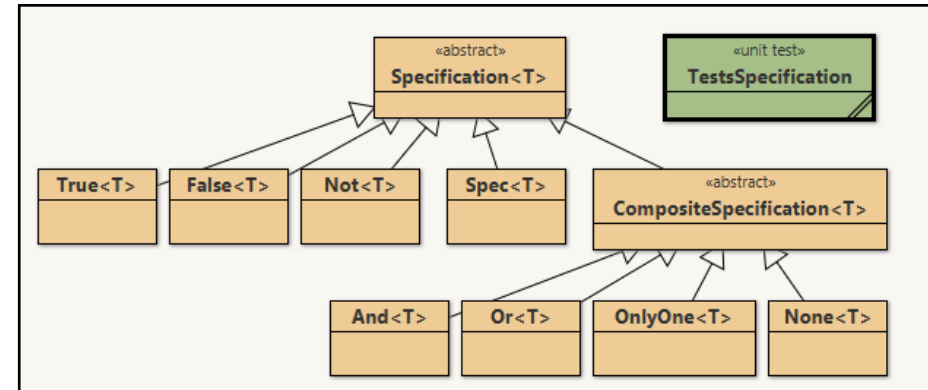 «abstract»
Specification<T>
«unit test»
TestsSpecification
True<T>
False<T>
Not<T>
Spec<T>
«abstract»
CompositeSpecification<T>
And<T>
Or<T>
OnlyOne<T>
None<T>